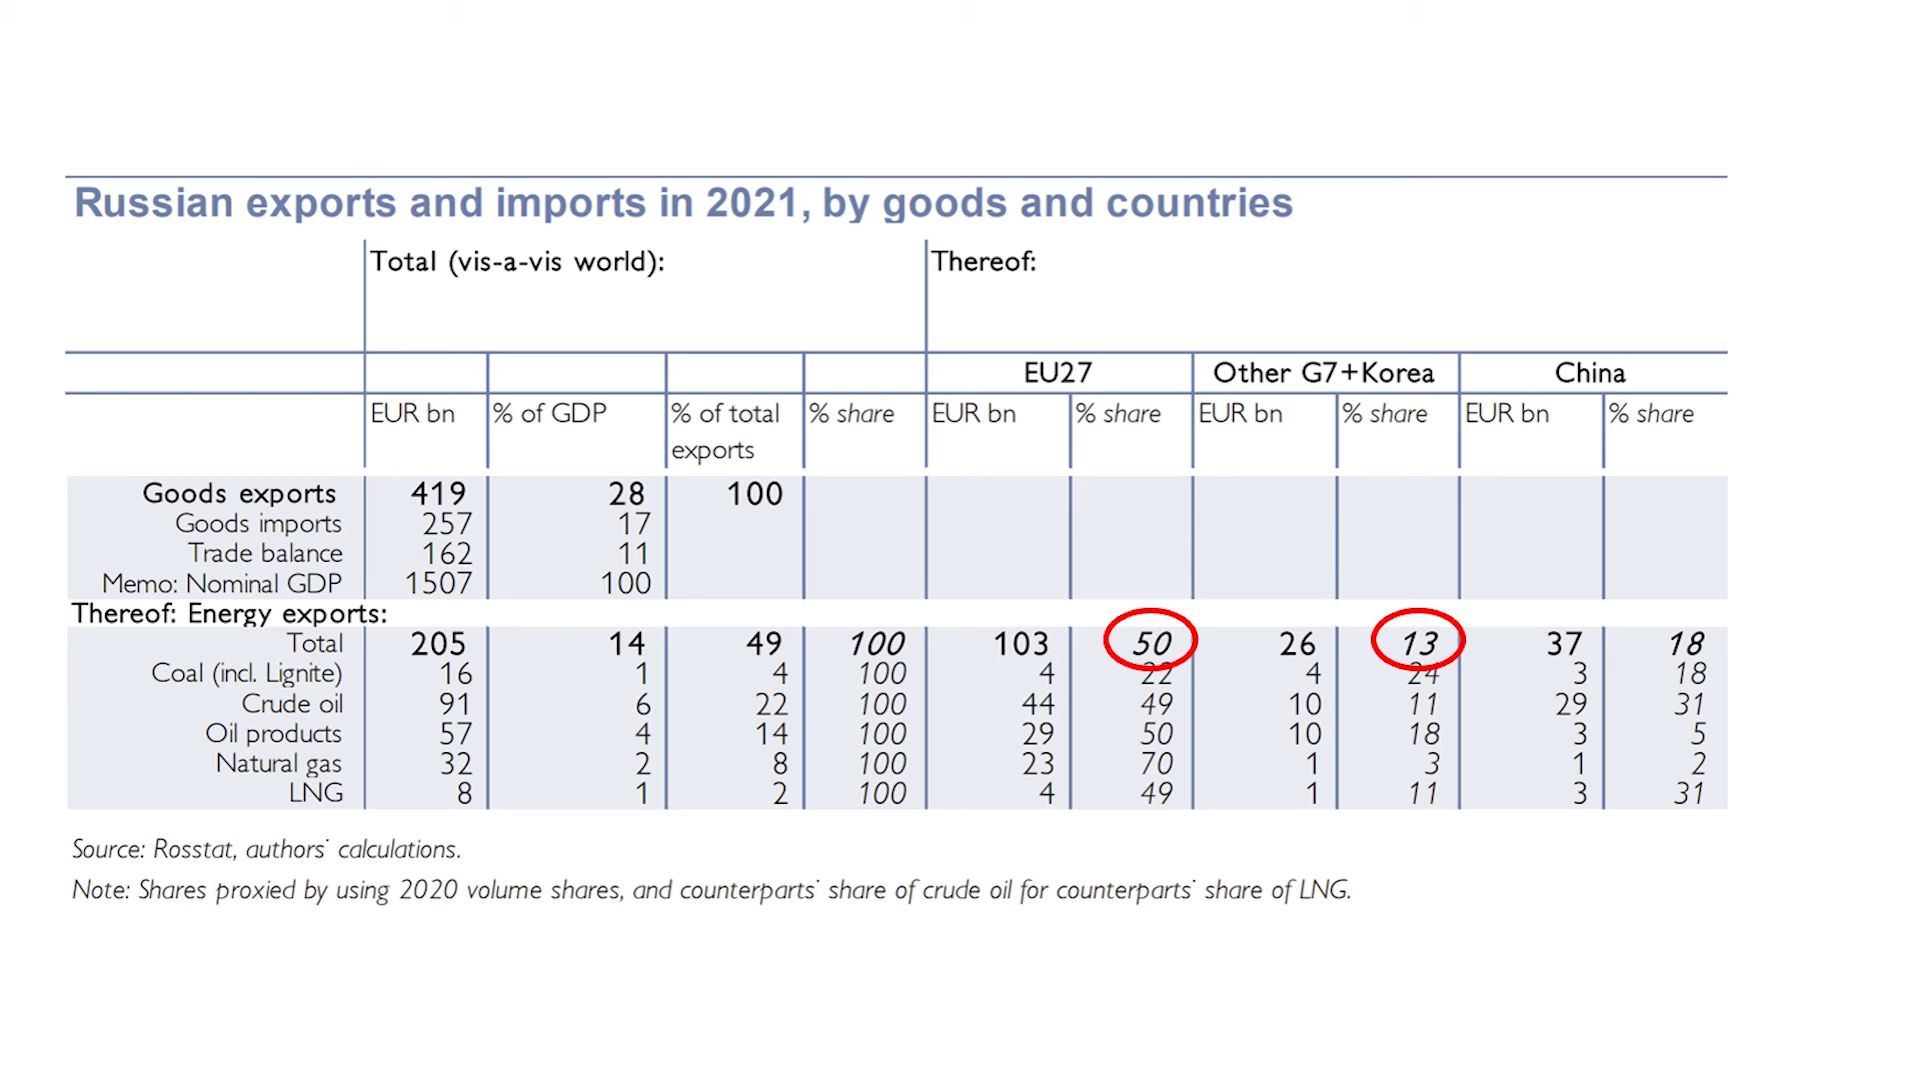 Russian exports and imports in 2021, by goods and countries
Total (vis-a-vis world): Thereof:
EU27 Other G7+Korea China
EUR bn % of GDP % of total exports % share EUR bn % share EUR bn % share EUR bn % share
Goods exports 419 28 100
Goods imports 257 17
Trade balance 162 11
Memo: Nominal GDP 1507 100
Thereof: Energy exports:
Total 205 14 49 100 103 50 26 13 37 18
Coal (incl. Lignite) 16 1 4 100 4 22 4 24 3 18
Crude oil 91 6 22 100 44 49 10 11 29 31
Oil products 57 4 14 100 29 50 10 18 3 5
Natural gas 32 2 8 100 23 70 1 3 1 2
LNG 8 1 2 100 4 49 1 11 3 31
Source: Rosstat, authors˙ calculations.
Note: Shares proxied by using 2020 volume shares, and counterparts˙ share of crude oil for counterparts˙ share of LNG.